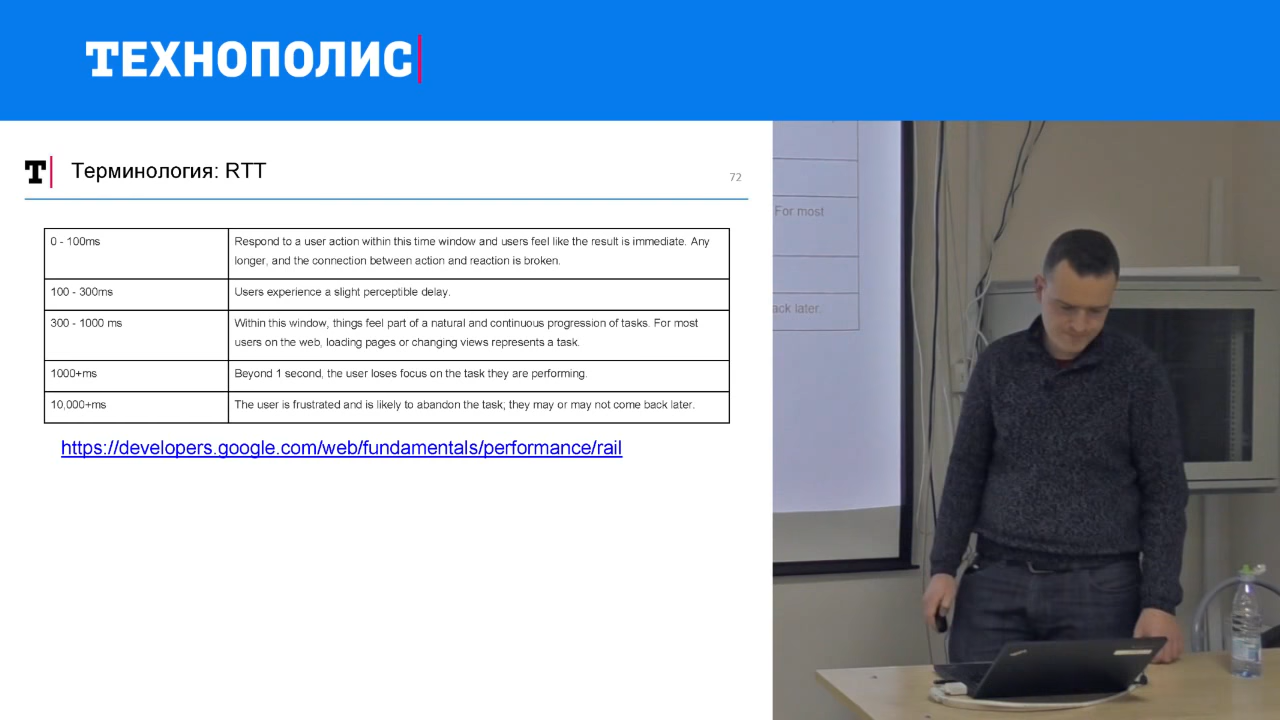 ТЕХНОПОЛИС
Т
Терминология: RTT
72
0 - 100ms
Respond to a user action within this time window and users feel like the result is immediate. Any
longer, and the connection between action and reaction is broken.
100 - 300ms
Users experience a slight perceptible delay.
300 - 1000 ms
Within this window, things feel part of a natural and continuous progression of tasks. For most
users on the web, loading pages or changing views represents a task.
1000+ms
Beyond 1 second, the user loses focus on the task they are performing.
10,000+ms
The user is frustrated and is likely to abandon the task; they may or may not come back later.
https://developers.google.com/web/fundamentals/performance/rail
For most
ack later.